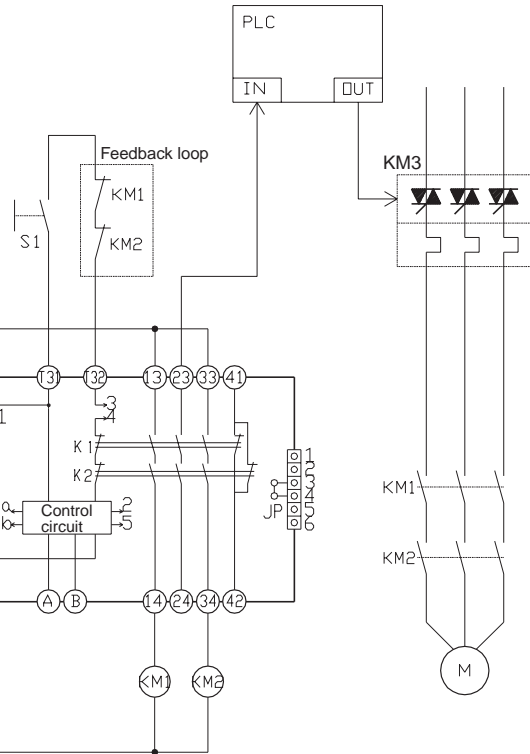 PLC
IN OUT
Feedback loop
KM3
KM1
S1
KM2
T31 T32 13 23 33 41
1
3
4
K1
1
2
K2
3
4
JP
5
6
a
b
Control
circuit
2
5
KM1
KM2
A B 14 24 34 42
KM1 KM2
M